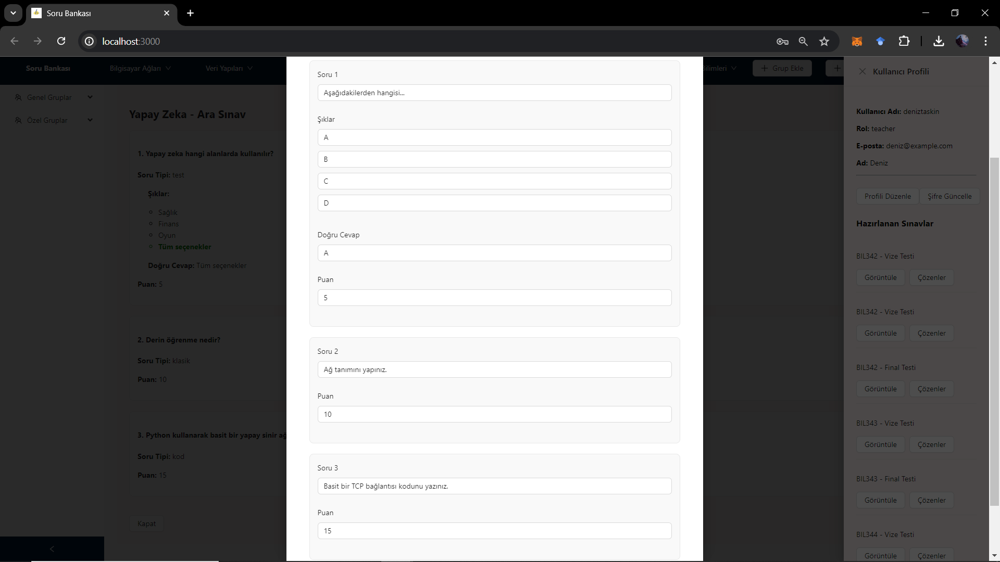 Soru Bankası
localhost:3000
Soru Bankası
Bilgisayar Ağları
Veri Yapıları
Bilimleri
Grup Ekle
Genel Gruplar
Özel Gruplar
Yapay Zeka - Ara Sınav
1. Yapay zeka hangi alanlarda kullanılır?
Soru Tipi: test
Şıklar:
Sağlık
Finans
Oyun
Tüm seçenekler
Doğru Cevap: Tüm seçenekler
Puan: 5
2. Derin öğrenme nedir?
Soru Tipi: klasik
Puan: 10
3. Python kullanarak basit bir yapay sinir ağ
Soru Tipi: kod
Puan: 15
Kapat
Soru 1
Aşağıdakilerden hangisi...
Şıklar
A
B
C
D
Doğru Cevap
A
Puan
5
Soru 2
Ağ tanımını yapınız.
Puan
10
Soru 3
Basit bir TCP bağlantısı kodunu yazınız.
Puan
15
Kullanıcı Profili
Kullanıcı Adı: deniztaskin
Rol: teacher
E-posta: deniz@example.com
Ad: Deniz
Profili Düzenle Şifre Güncelle
Hazırlanan Sınavlar
BIL342 - Vize Testi
Görüntüle Çözenler
BIL342 - Vize Testi
Görüntüle Çözenler
BIL342 - Final Testi
Görüntüle Çözenler
BIL343 - Vize Testi
Görüntüle Çözenler
BIL343 - Final Testi
Görüntüle Çözenler
BIL344 - Vize Testi
Görüntüle Çözenler